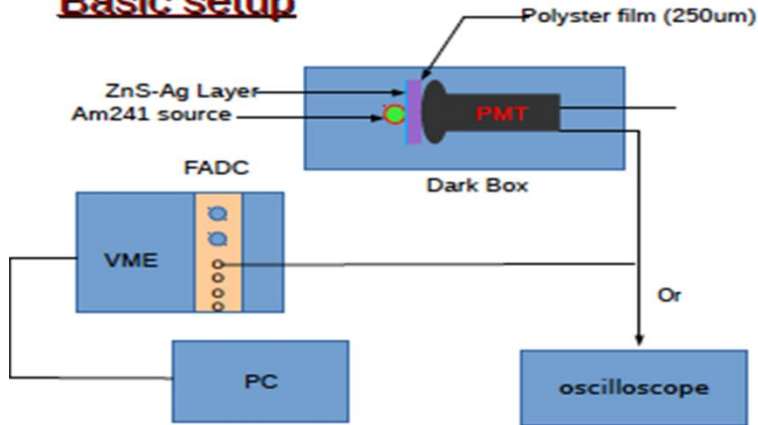 Basic setup
Polyster film (250um)
ZnS-Ag Layer
Am241 source
PMT
FADC
Dark Box
VME
Or
PC
oscilloscope